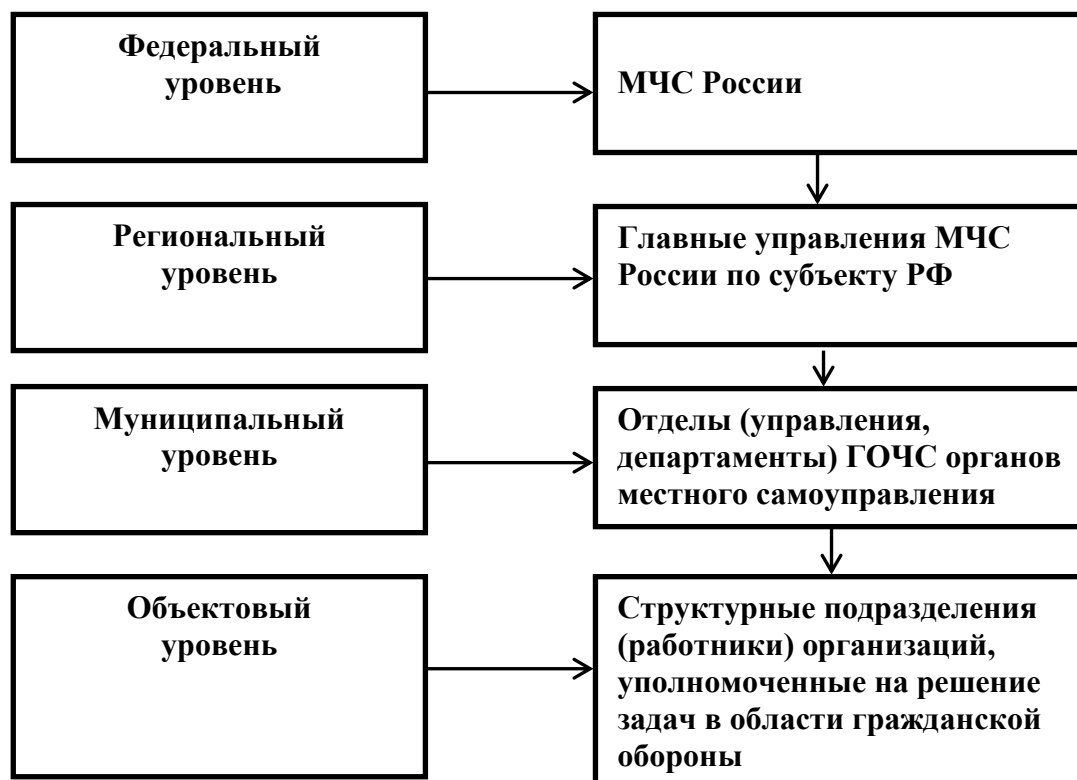 Федеральный
уровень
МЧС России
Региональный
уровень
Главные управления МЧС
России по субъекту РФ
Муниципальный
уровень
Отделы (управления,
департаменты) ГОЧС органов
местного самоуправления
Объектовый
уровень
Структурные подразделения
(работники) организаций,
уполномоченные на решение
задач в области гражданской
обороны